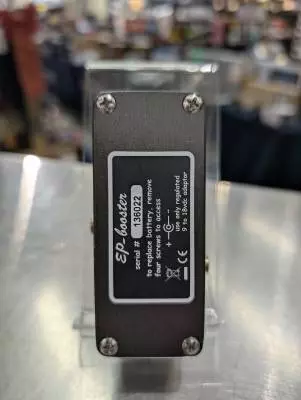 EP-booster
serial # 136022
to replace battery, remove
four screws to access
use only regulated
9 to 18vdc adaptor
+ -
CE